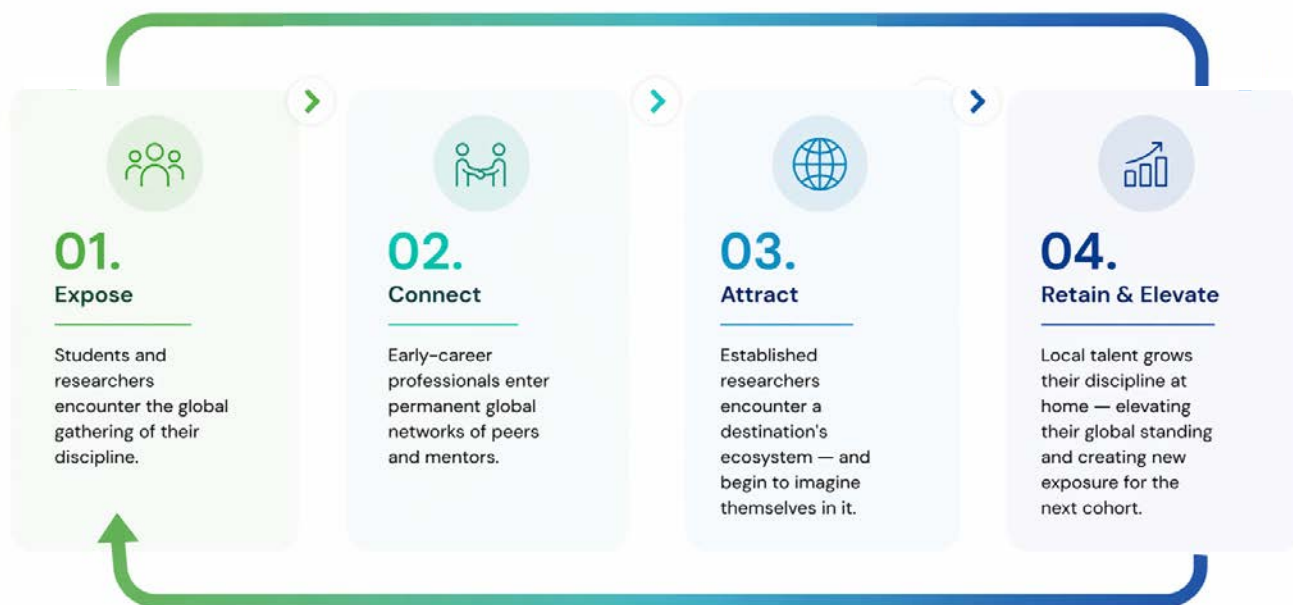 01.
Expose
Students and
researchers
encounter the global
gathering of their
discipline.
02.
Connect
Early-career
professionals enter
permanent global
networks of peers
and mentors.
03.
Attract
Established
researchers
encounter a
destination's
ecosystem — and
begin to imagine
themselves in it.
04.
Retain & Elevate
Local talent grows
their discipline at
home — elevating
their global standing
and creating new
exposure for the
next cohort.